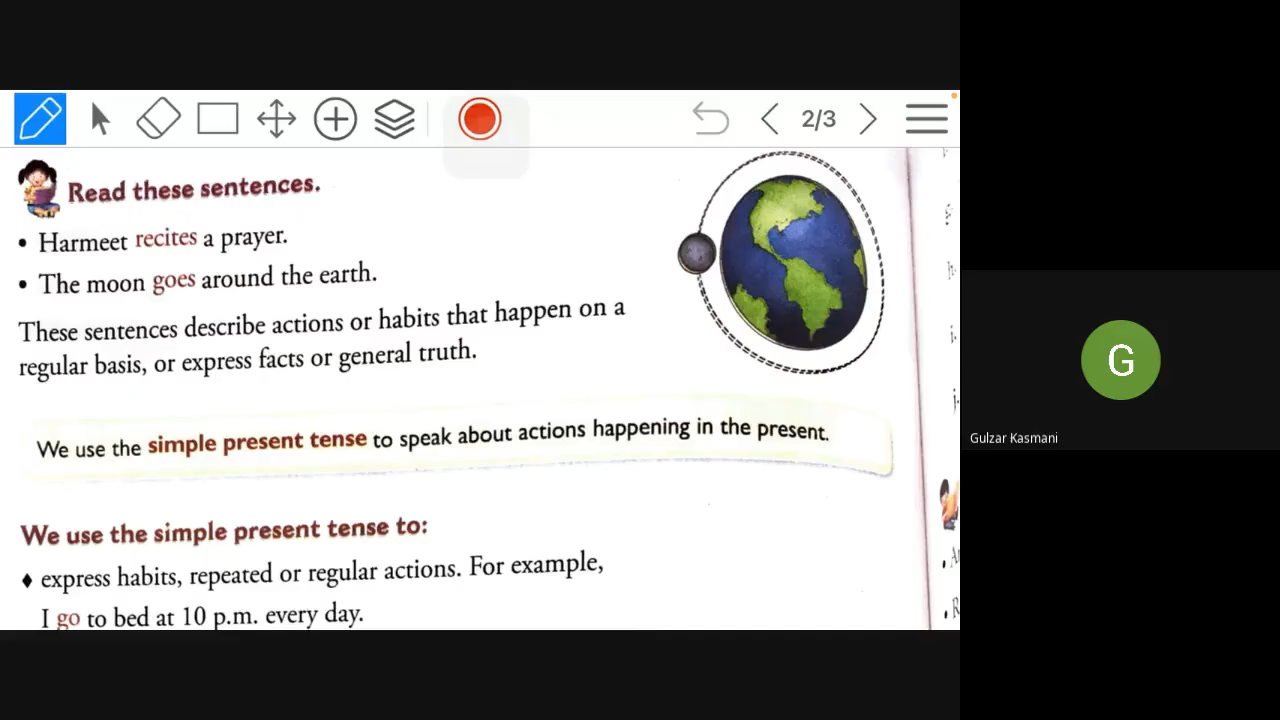 2/3
Read these sentences.
• Harmeet recites a prayer.
• The moon goes around the earth.
These sentences describe actions or habits that happen on a
regular basis, or express facts or general truth.
We use the simple present tense to speak about actions happening in the present.
We use the simple present tense to:
♦ express habits, repeated or regular actions. For example,
I go to bed at 10 p.m. every day.
G
Gulzar Kasmani